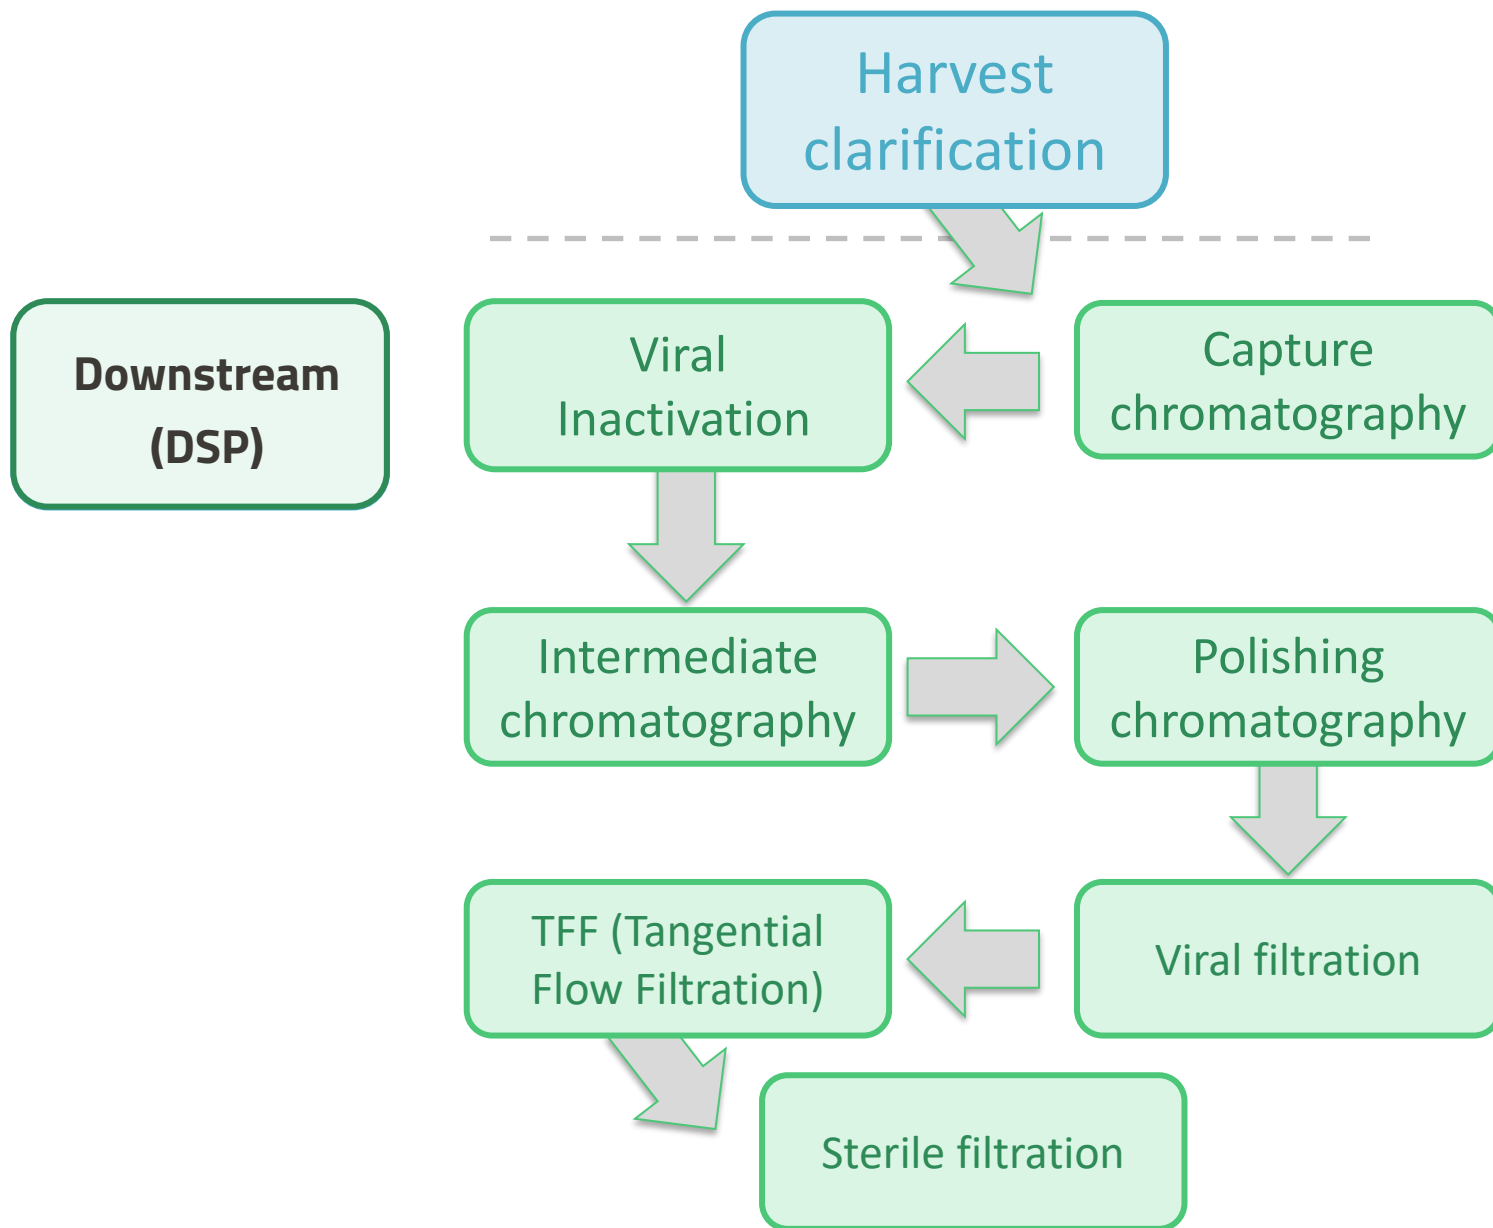 Harvest
clarification
Downstream
(DSP)
Viral
Inactivation
Capture
chromatography
Intermediate
chromatography
Polishing
chromatography
TFF (Tangential
Flow Filtration)
Viral filtration
Sterile filtration